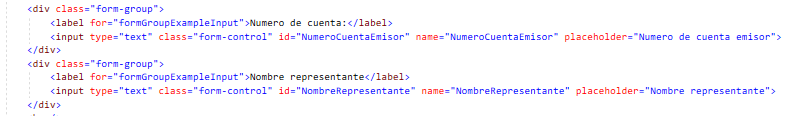 <div class="form-group">
<label for="formGroupExampleInput">Numero de cuenta:</label>
<input type="text" class="form-control" id="NumeroCuentaEmisor" name="NumeroCuentaEmisor" placeholder="Numero de cuenta emisor">
</div>
<div class="form-group">
<label for="formGroupExampleInput">Nombre representante</label>
<input type="text" class="form-control" id="NombreRepresentante" name="NombreRepresentante" placeholder="Nombre representante">
</div>